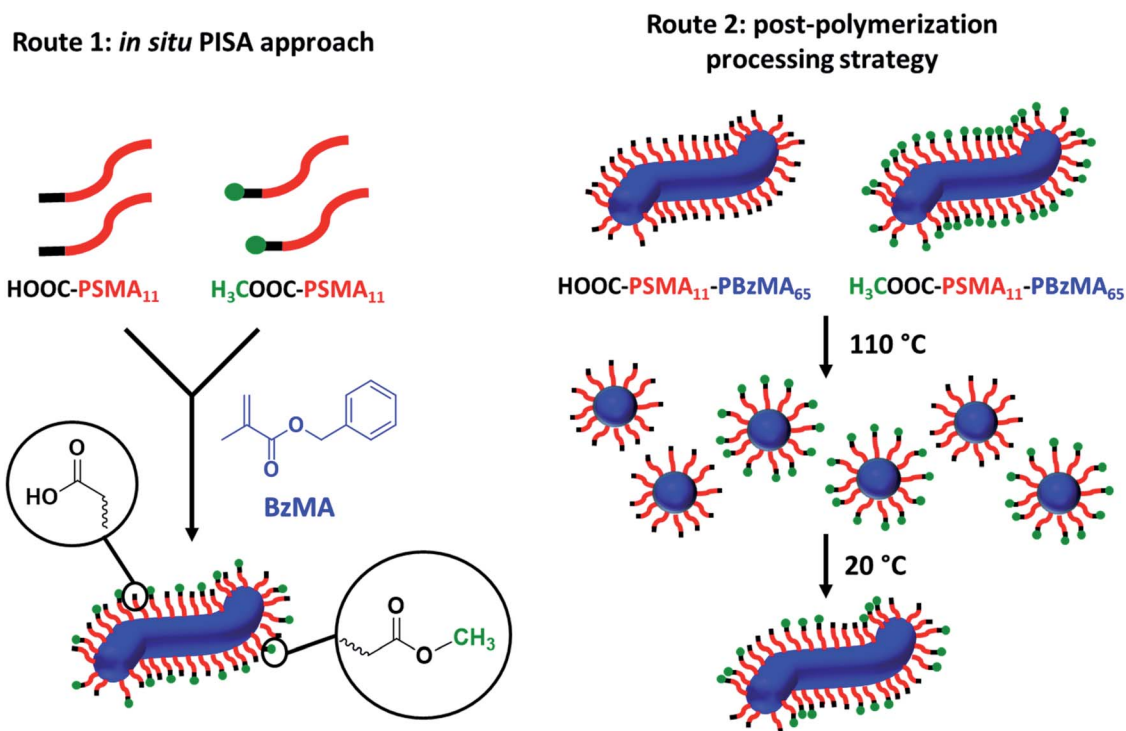 Route 1: in situ PISA approach
HOOC-PSMA₁₁
H₃COOC-PSMA₁₁
O
O
BzMA
O
HO
O
O
CH₃
Route 2: post-polymerization
processing strategy
HOOC-PSMA₁₁-PBzMA₆₅
H₃COOC-PSMA₁₁-PBzMA₆₅
110 °C
20 °C